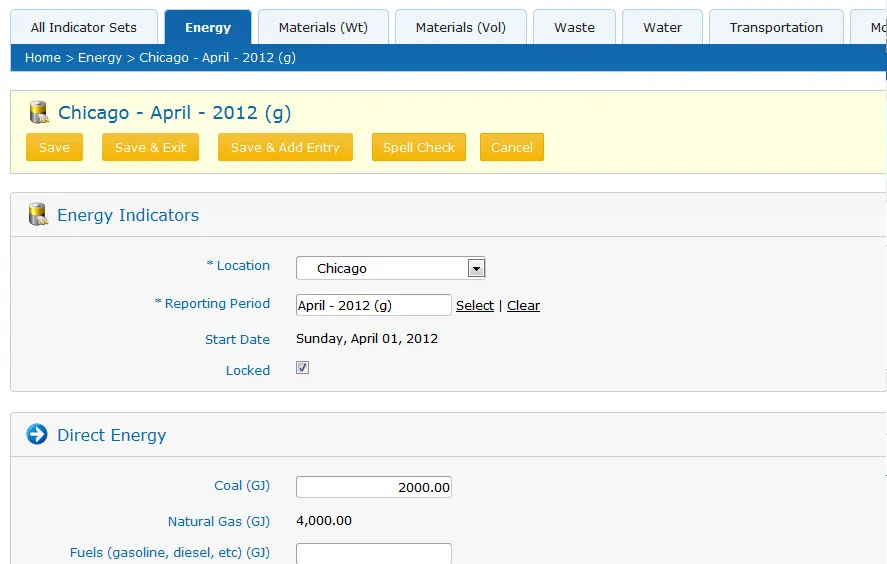 All Indicator Sets Energy Materials (Wt) Materials (Vol) Waste Water Transportation
Home > Energy > Chicago - April - 2012 (g)
Chicago - April - 2012 (g)
Save Save & Exit Save & Add Entry Spell Check Cancel
Energy Indicators
* Location Chicago
* Reporting Period April - 2012 (g) Select | Clear
Start Date Sunday, April 01, 2012
Locked
Direct Energy
Coal (GJ) 2000.00
Natural Gas (GJ) 4,000.00
Fuels (gasoline, diesel, etc) (GJ)